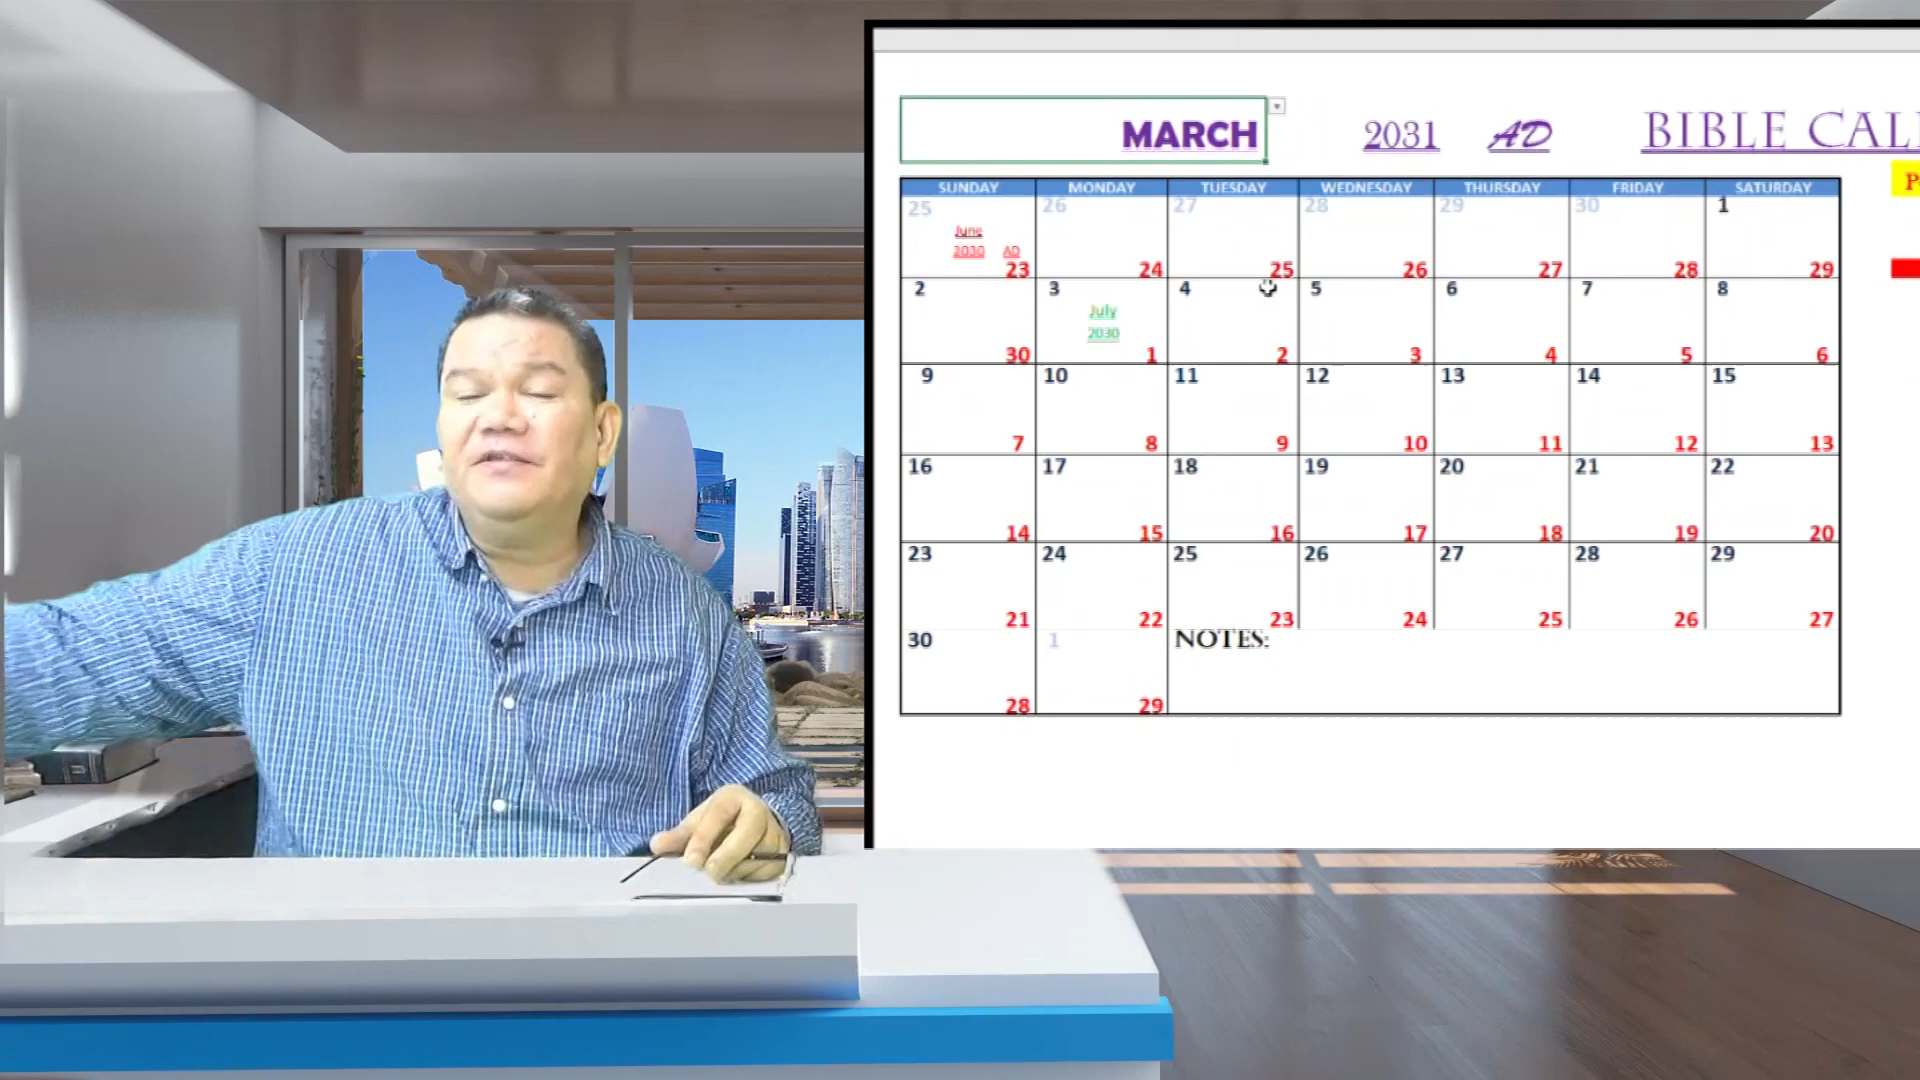 MARCH 2031 AD BIBLE CAL
SUNDAY MONDAY TUESDAY WEDNESDAY THURSDAY FRIDAY SATURDAY
25 26 27 28 29 30 1
June
2030 AD
23 24 25 26 27 28 29
2 3 4 5 6 7 8
July
2030
30 1 2 3 4 5 6
9 10 11 12 13 14 15
7 8 9 10 11 12 13
16 17 18 19 20 21 22
14 15 16 17 18 19 20
23 24 25 26 27 28 29
21 22 23 24 25 26 27
30 1 NOTES:
28 29